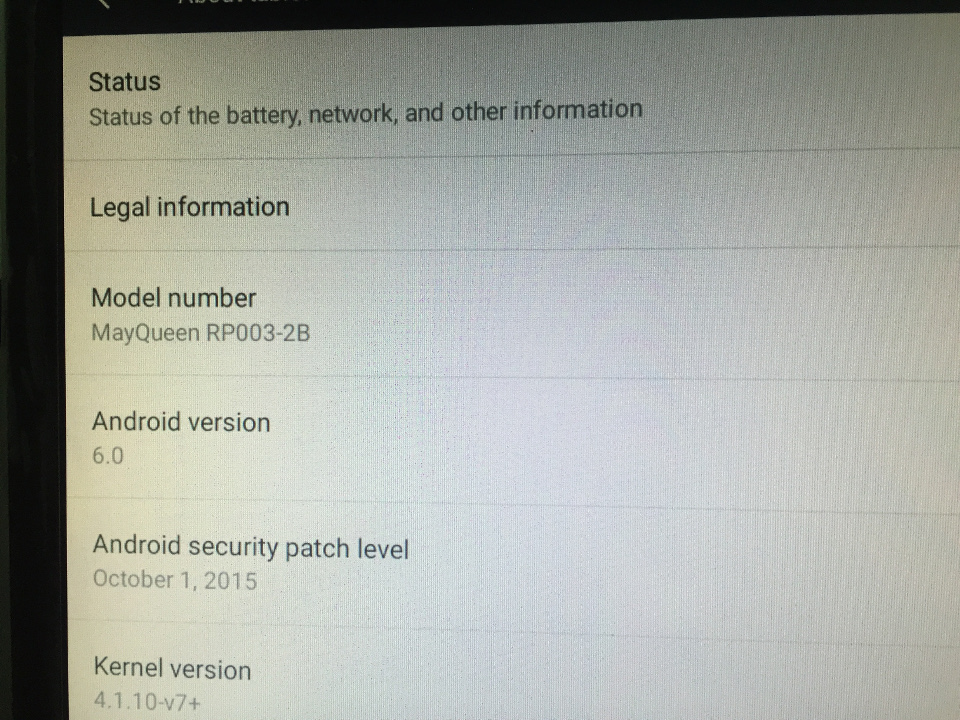 Status
Status of the battery, network, and other information
Legal information
Model number
MayQueen RP003-2B
Android version
6.0
Android security patch level
October 1, 2015
Kernel version
4.1.10-v7+